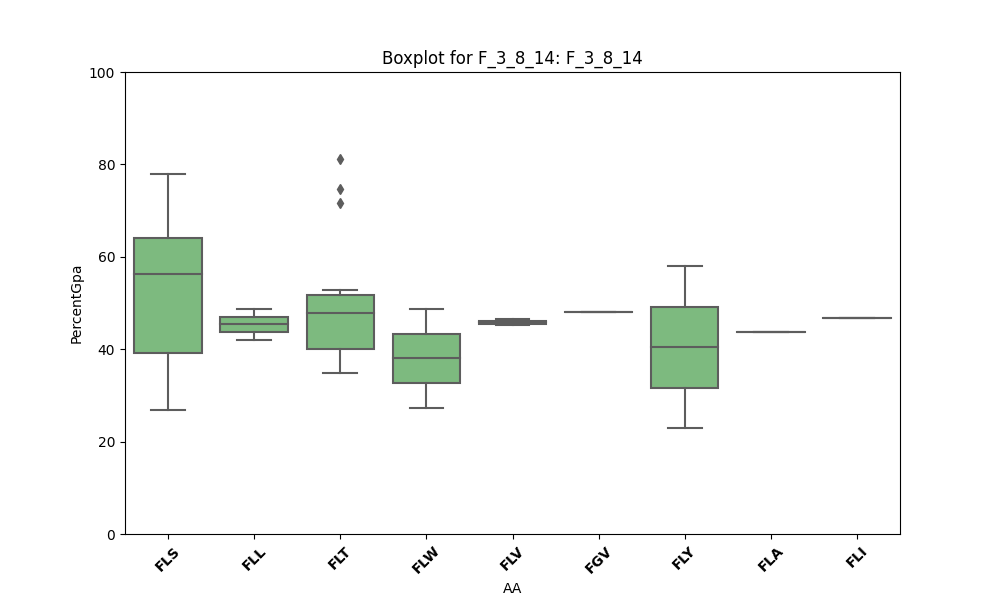 Boxplot for F_3_8_14: F_3_8_14
100
80
60
40
20
0
PercentGpa
FLS
FLL
FLT
FLW
FLV
FGV
FLY
FLA
FLI
AA